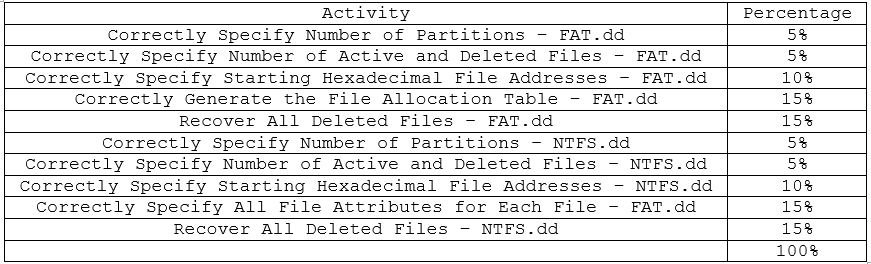 Activity Percentage
Correctly Specify Number of Partitions – FAT.dd 5%
Correctly Specify Number of Active and Deleted Files – FAT.dd 5%
Correctly Specify Starting Hexadecimal File Addresses – FAT.dd 10%
Correctly Generate the File Allocation Table – FAT.dd 15%
Recover All Deleted Files – FAT.dd 15%
Correctly Specify Number of Partitions – NTFS.dd 5%
Correctly Specify Number of Active and Deleted Files – NTFS.dd 5%
Correctly Specify Starting Hexadecimal File Addresses – NTFS.dd 10%
Correctly Specify All File Attributes for Each File – FAT.dd 15%
Recover All Deleted Files – NTFS.dd 15%
100%